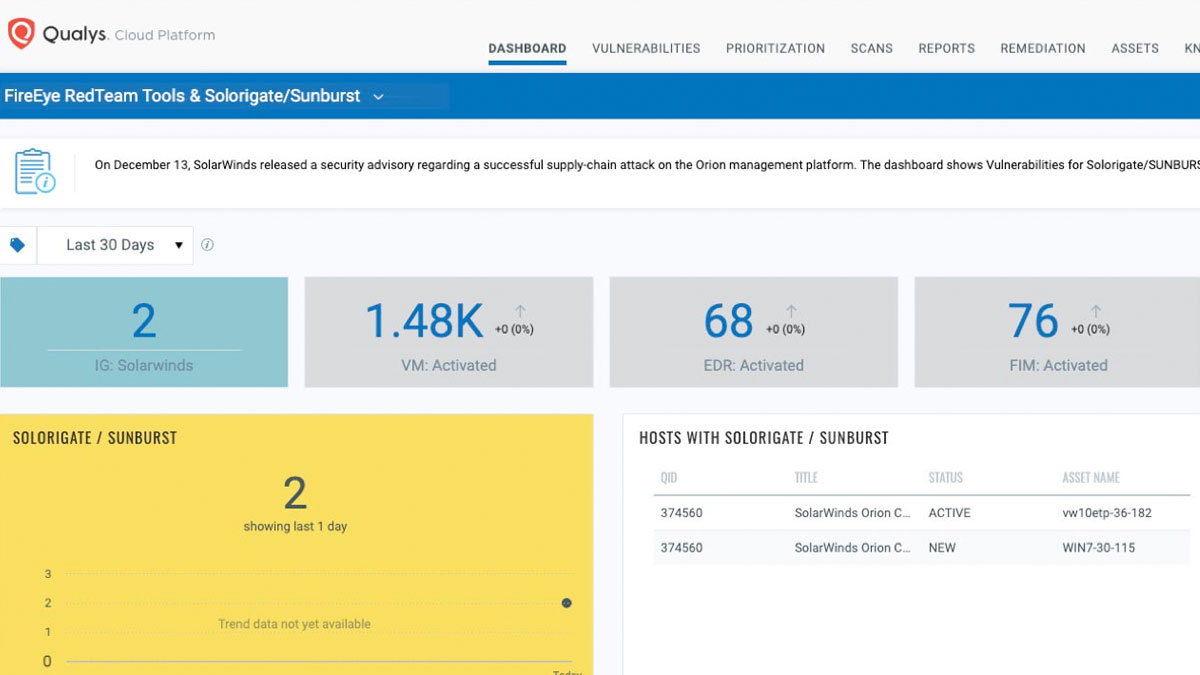 Qualys. Cloud Platform
DASHBOARD VULNERABILITIES PRIORITIZATION SCANS REPORTS REMEDIATION ASSETS KN
FireEye RedTeam Tools & Solorigate/Sunburst
On December 13, SolarWinds released a security advisory regarding a successful supply-chain attack on the Orion management platform. The dashboard shows Vulnerabilities for Solorigate/SUNBURS
Last 30 Days
2
IG: Solarwinds
1.48K +0 (0%)
VM: Activated
68 +0 (0%)
EDR: Activated
76 +0 (0%)
FIM: Activated
SOLORIGATE / SUNBURST
2
showing last 1 day
3
2
1
0
Trend data not yet available
Today
HOSTS WITH SOLORIGATE / SUNBURST
QID TITLE STATUS ASSET NAME
374560 SolarWinds Orion C... ACTIVE vw10etp-36-182
374560 SolarWinds Orion C... NEW WIN7-30-115